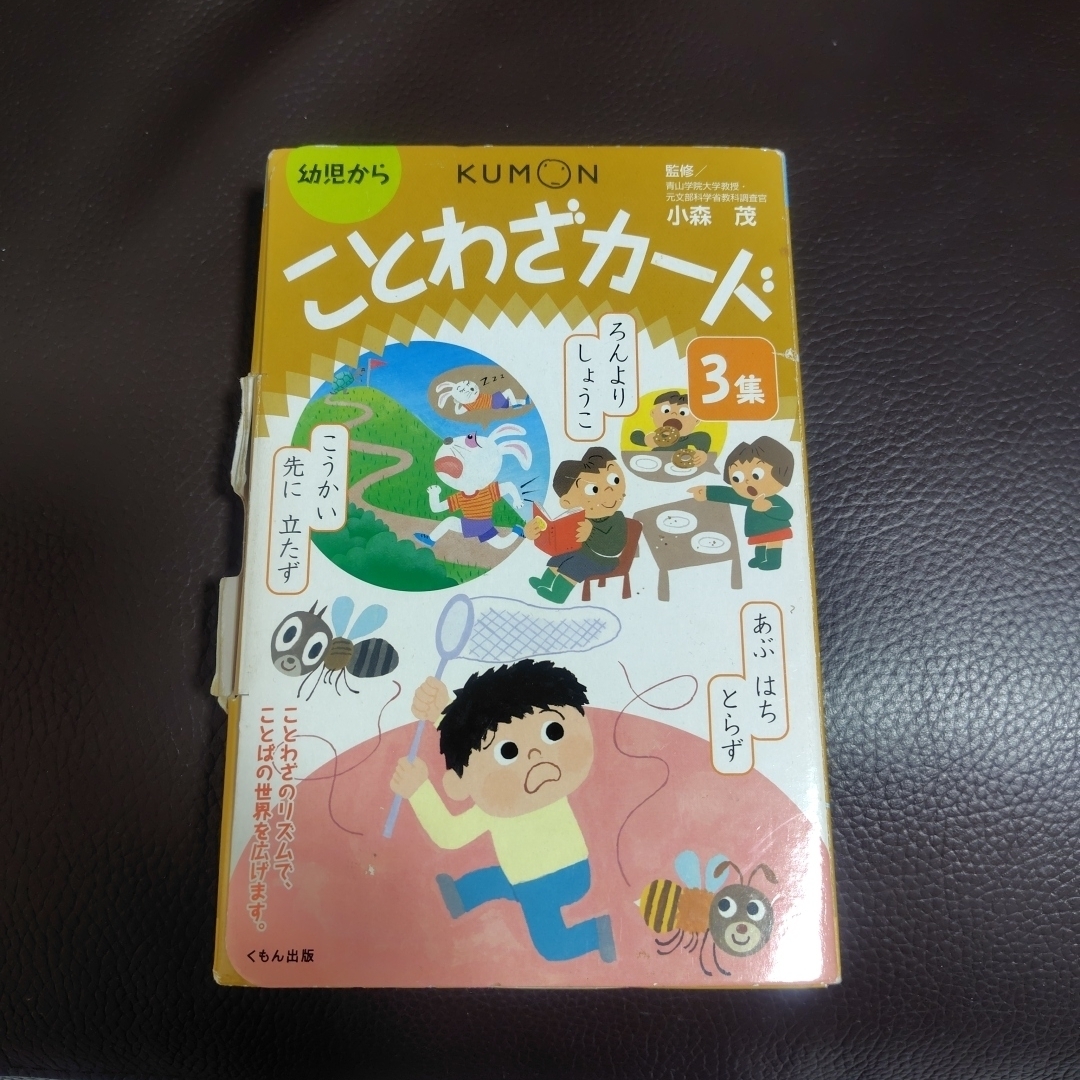 幼児から
KUMON
監修/
青山学院大学教授・
元文部科学省教科調査官
小森 茂
ことわざカード
3集
ろんより
しょうこ
こうかい
先に 立たず
zzz
あぶ はち
とらず
ことわざのリズムで、
ことばの世界を広げます。
くもん出版